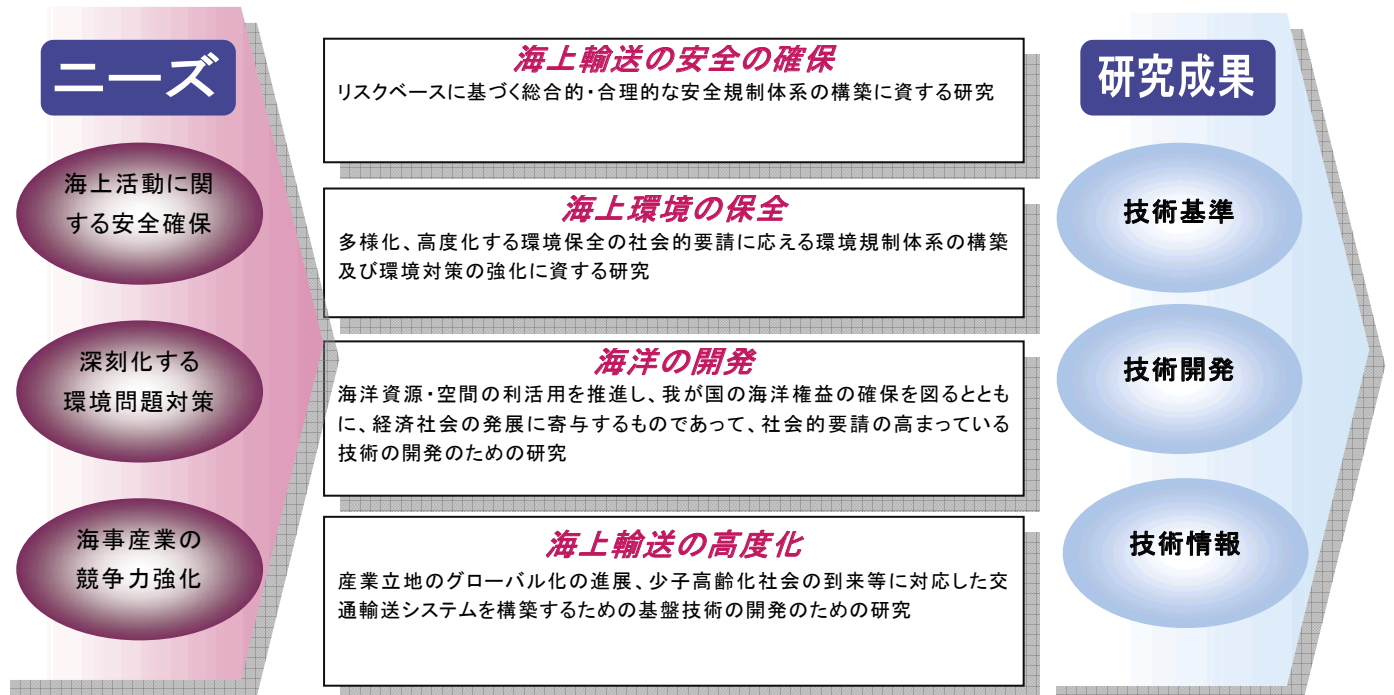 ニーズ
海上活動に関
する安全確保
深刻化する
環境問題対策
海事産業の
競争力強化
海上輸送の安全の確保
リスクベースに基づく総合的・合理的な安全規制体系の構築に資する研究
海上環境の保全
多様化、高度化する環境保全の社会的要請に応える環境規制体系の構築
及び環境対策の強化に資する研究
海洋の開発
海洋資源・空間の利活用を推進し、我が国の海洋権益の確保を図るととも
に、経済社会の発展に寄与するものであって、社会的要請の高まっている
技術の開発のための研究
海上輸送の高度化
産業立地のグローバル化の進展、少子高齢化社会の到来等に対応した交
通輸送システムを構築するための基盤技術の開発のための研究
研究成果
技術基準
技術開発
技術情報